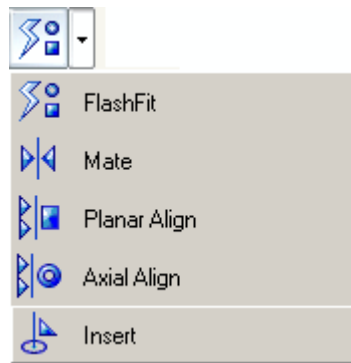 FlashFit
Mate
Planar Align
Axial Align
Insert